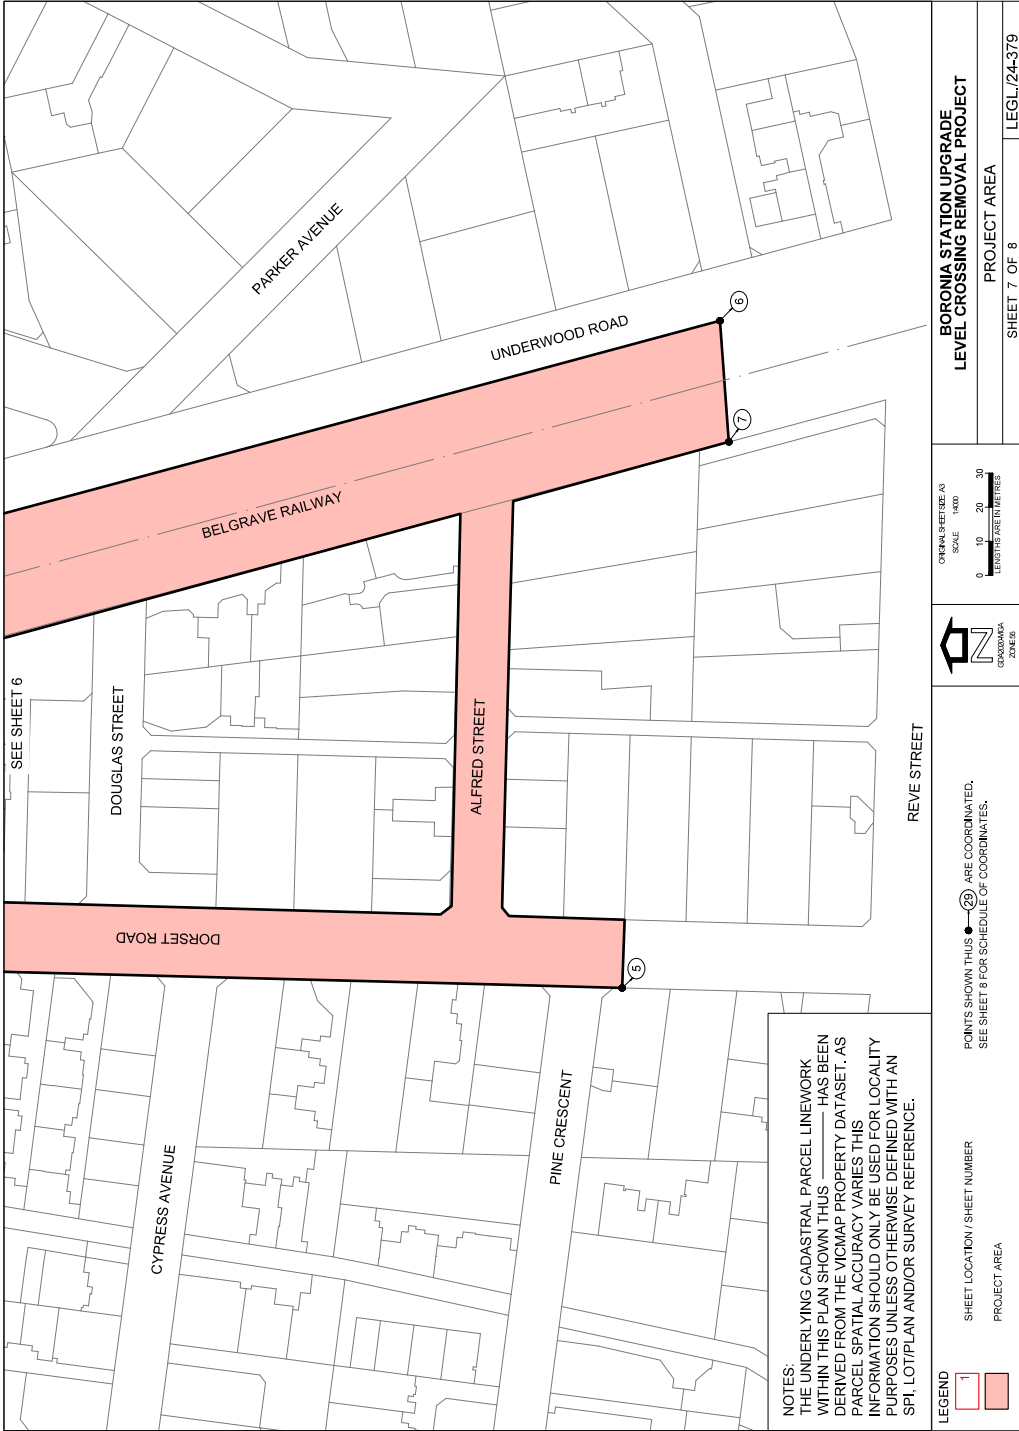 SEE SHEET 6
DOUGLAS STREET
DORSET ROAD
CYPRESS AVENUE
BELGRAVE RAILWAY
PARKER AVENUE
UNDERWOOD ROAD
ALFRED STREET
PINE CRESCENT
REVE STREET
5
6
7
NOTES:
THE UNDERLYING CADASTRAL PARCEL LINEWORK
WITHIN THIS PLAN SHOWN THUS HAS BEEN
DERIVED FROM THE VICMAP PROPERTY DATASET. AS
PARCEL SPATIAL ACCURACY VARIES THIS
INFORMATION SHOULD ONLY BE USED FOR LOCALITY
PURPOSES UNLESS OTHERWISE DEFINED WITH AN
SPI, LOT/PLAN AND/OR SURVEY REFERENCE.
LEGEND
1
SHEET LOCATION / SHEET NUMBER
PROJECT AREA
POINTS SHOWN THUS 29 ARE COORDINATED.
SEE SHEET 8 FOR SCHEDULE OF COORDINATES.
N
GDA2020 MGA
ZONE 55
ORIGINAL SHEET SIZE: A3
SCALE 1:4000
0 10 20 30
LENGTHS ARE IN METRES
BORONIA STATION UPGRADE
LEVEL CROSSING REMOVAL PROJECT
PROJECT AREA
SHEET 7 OF 8
LEGL./24-379